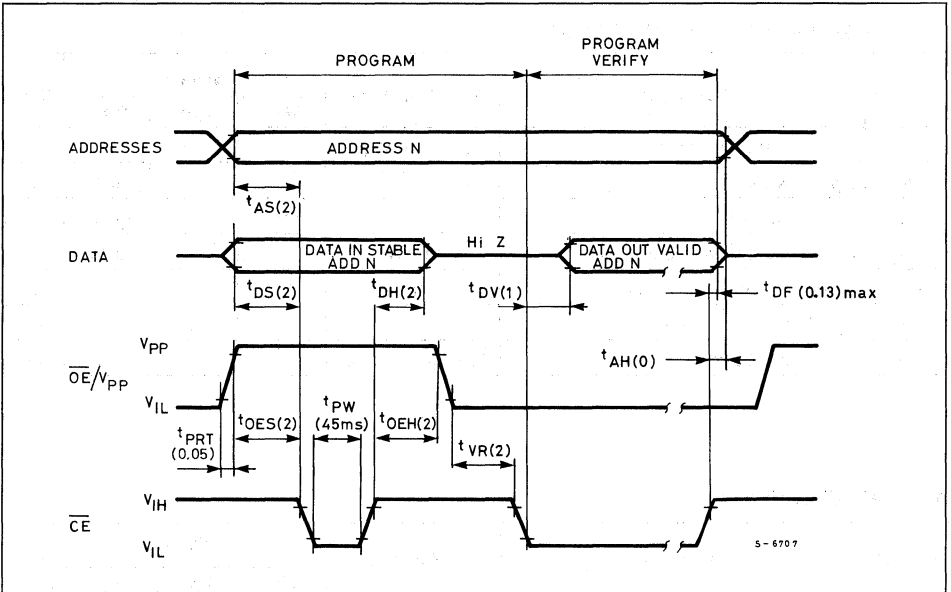 PROGRAM
PROGRAM
VERIFY
ADDRESSES
ADDRESS N
tAS(2)
DATA
DATA IN STABLE
ADD N
Hi Z
DATA OUT VALID
ADD N
tDS(2)
tDH(2)
tDV(1)
tDF (0.13) max
VPP
OE/VPP
VIL
tAH(0)
tPRT
(0.05)
tOES(2)
tPW
(45ms)
tOEH(2)
tVR(2)
VIH
CE
VIL
S-6707